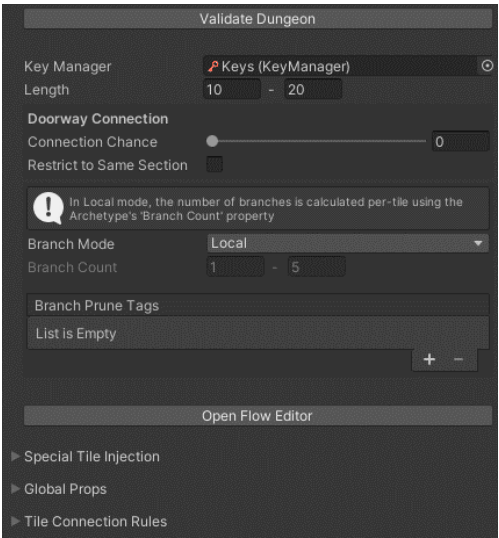 Validate Dungeon
Key Manager Keys (KeyManager)
Length 10 - 20
Doorway Connection
Connection Chance 0
Restrict to Same Section
In Local mode, the number of branches is calculated per-tile using the
Archetype's 'Branch Count' property
Branch Mode Local
Branch Count 1 - 5
Branch Prune Tags
List is Empty
+ −
Open Flow Editor
Special Tile Injection
Global Props
Tile Connection Rules